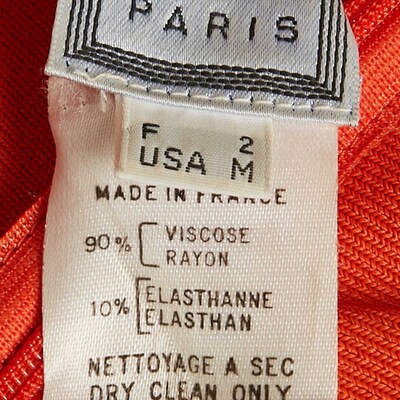 PARIS
F 2
USA M
MADE IN FRANCE
90% VISCOSE
RAYON
10% ELASTHANNE
ELASTHAN
NETTOYAGE A SEC
DRY CLEAN ONLY